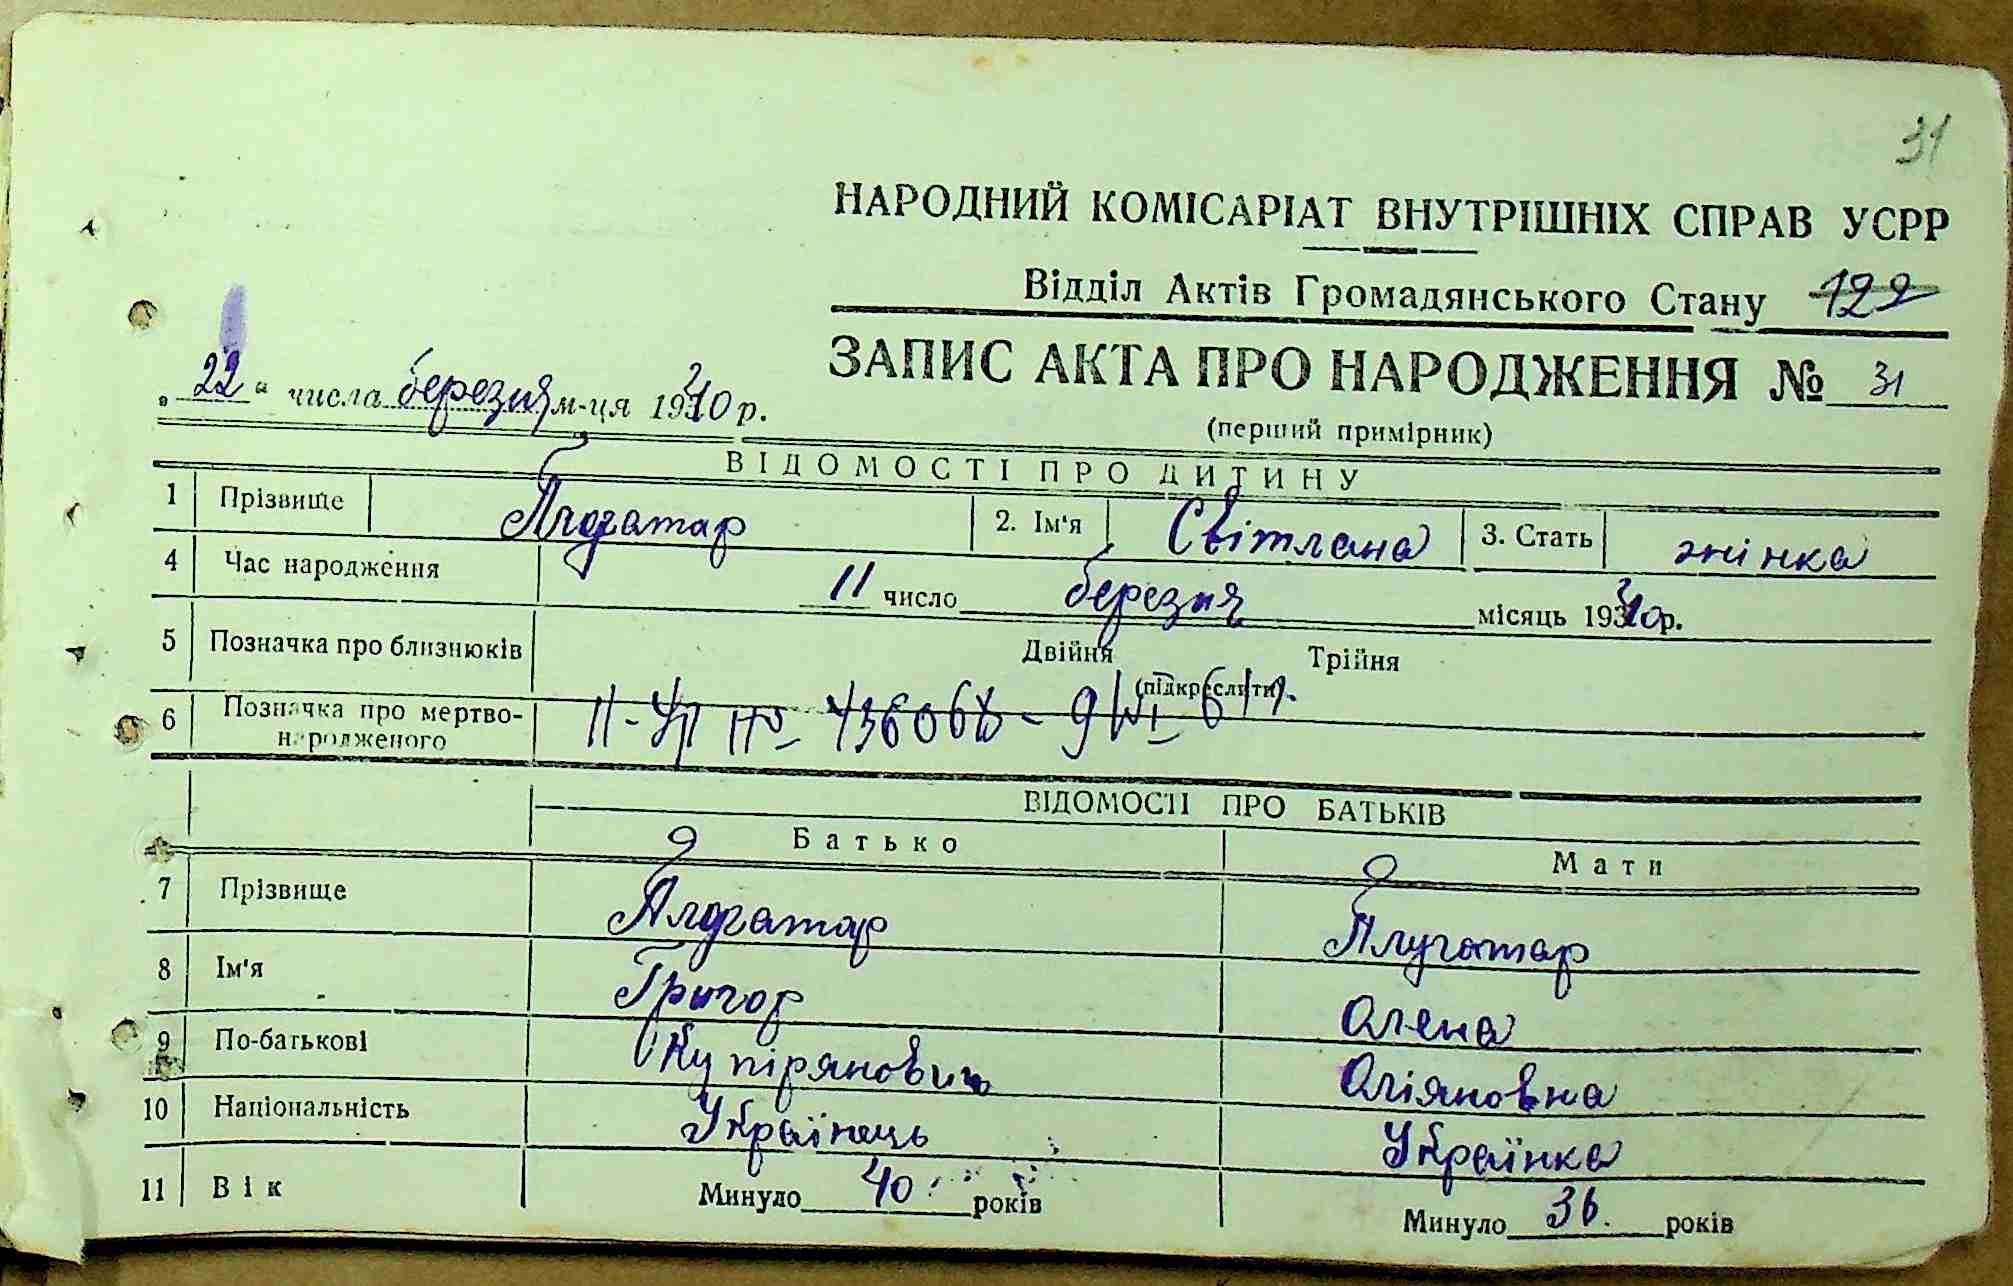 31
НАРОДНИЙ КОМІСАРІАТ ВНУТРІШНІХ СПРАВ УСРР
Відділ Актів Громадянського Стану 122
ЗАПИС АКТА ПРО НАРОДЖЕННЯ № 31
„22“ числа березня м-ця 1940 р.
(перший примірник)
ВІДОМОСТІ ПРО ДИТИНУ
1 Прізвище Плугатар 2. Ім'я Світлана 3. Стать жінка
4 Час народження 11 число березня місяць 1940 р.
5 Позначка про близнюків Двійня Трійня
(підкреслити)
6 Позначка про мертво-
народженого
ВІДОМОСТІ ПРО БАТЬКІВ
Батько Мати
7 Прізвище Плугатар Плугатар
8 Ім'я Григор Олена
9 По-батькові Купірянович Оліяновна
10 Національність Українець Українка
11 Вік Минуло 40 років Минуло 36 років